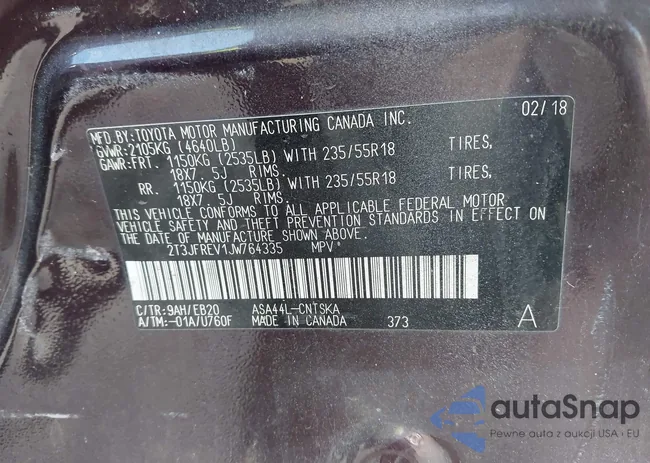 MFD.BY:TOYOTA MOTOR MANUFACTURING CANADA INC. 02/18
GVWR:2105KG (4640LB)
GAWR:FRT 1150KG (2535LB) WITH 235/55R18 TIRES,
18X7.5J RIMS.
RR. 1150KG (2535LB) WITH 235/55R18 TIRES,
18X7.5J RIMS.
THIS VEHICLE CONFORMS TO ALL APPLICABLE FEDERAL MOTOR
VEHICLE SAFETY AND THEFT PREVENTION STANDARDS IN EFFECT ON
THE DATE OF MANUFACTURE SHOWN ABOVE.
2T3JFREV1JW764335 MPV*
C/TR:9AH/EB20 ASA44L-CNTSKA
A/TM:-01A/U760F MADE IN CANADA 373 A
autaSnap
Pewne auta z aukcji USA i EU